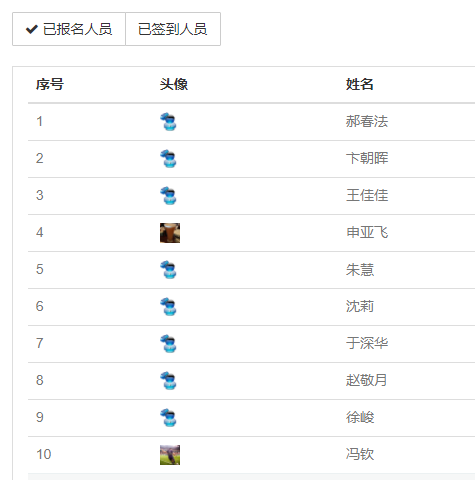 已报名人员 已签到人员
序号 头像 姓名
1 郝春法
2 卞朝晖
3 王佳佳
4 申亚飞
5 朱慧
6 沈莉
7 于深华
8 赵敬月
9 徐峻
10 冯钦